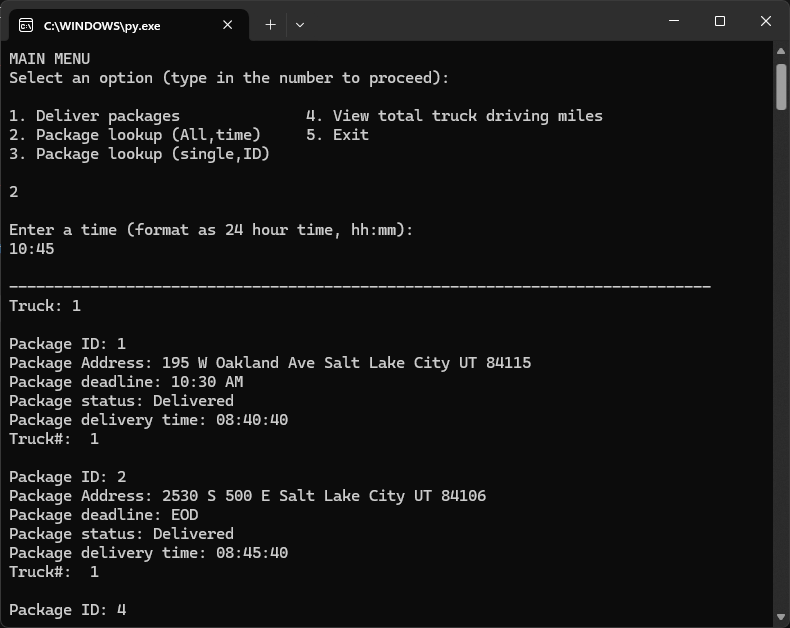 C:\WINDOWS\py.exe
MAIN MENU
Select an option (type in the number to proceed):
1. Deliver packages 4. View total truck driving miles
2. Package lookup (All,time) 5. Exit
3. Package lookup (single,ID)
2
Enter a time (format as 24 hour time, hh:mm):
10:45
______________________________________________________________________________
Truck: 1
Package ID: 1
Package Address: 195 W Oakland Ave Salt Lake City UT 84115
Package deadline: 10:30 AM
Package status: Delivered
Package delivery time: 08:40:40
Truck#:  1
Package ID: 2
Package Address: 2530 S 500 E Salt Lake City UT 84106
Package deadline: EOD
Package status: Delivered
Package delivery time: 08:45:40
Truck#:  1
Package ID: 4